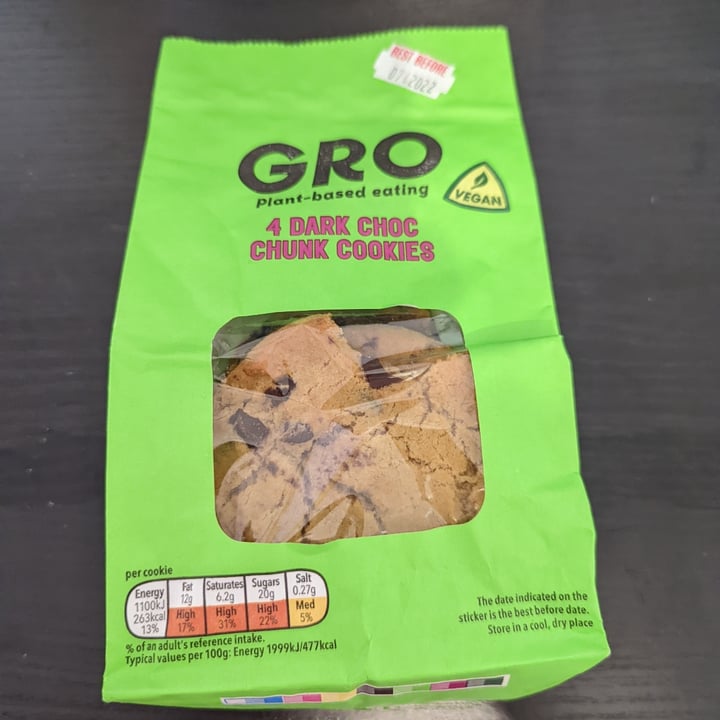 BEST BEFORE
GRO
plant-based eating
VEGAN
4 DARK CHOC
CHUNK COOKIES
per cookie
Energy Fat Saturates Sugars Salt
1100kJ 12g 6.2g 20g 0.27g
263kcal High High High Med
13% 17% 31% 22% 5%
% of an adult's reference intake.
Typical values per 100g: Energy 1999kJ/477kcal
The date indicated on the
sticker is the best before date.
Store in a cool, dry place